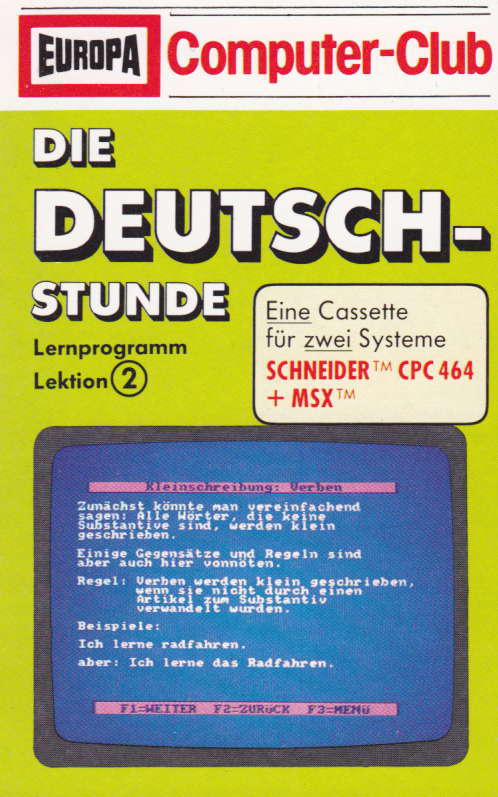 EUROPA Computer-Club
DIE
DEUTSCH-
STUNDE
Lernprogramm
Lektion 2
Eine Cassette
für zwei Systeme
SCHNEIDER™ CPC 464
+ MSX™
Kleinschreibung: Verben
Zunächst könnte man vereinfachend
sagen: Alle Wörter, die keine
Substantive sind, werden klein
geschrieben.
Einige Gegensätze und Regeln sind
aber auch hier vonnöten.
Regel: Verben werden klein geschrieben,
wenn sie nicht durch einen
Artikel zum Substantiv
verwandelt wurden.
Beispiele:
Ich lerne radfahren.
aber: Ich lerne das Radfahren.
F1=WEITER F2=ZURüCK F3=MENü